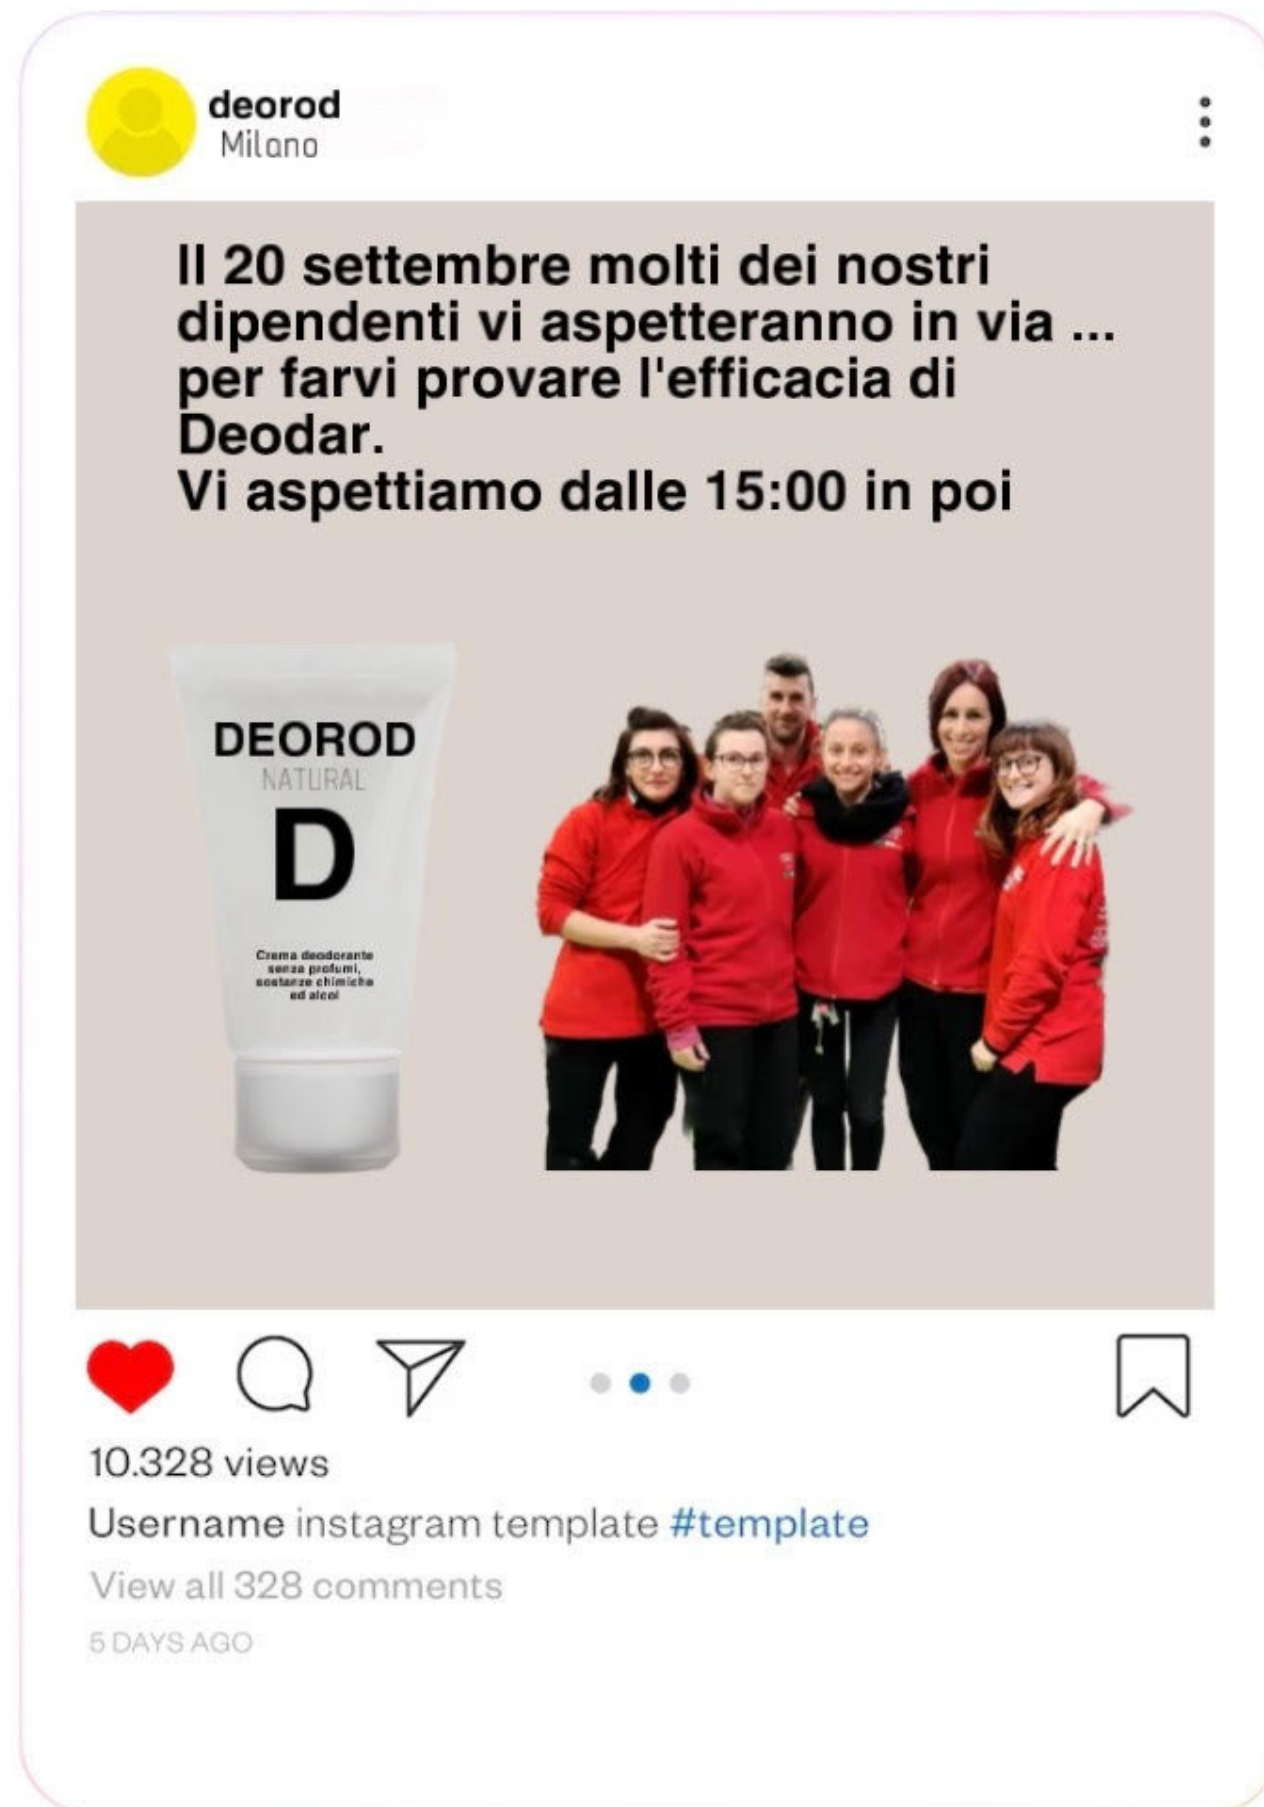 deorod
Milano
Il 20 settembre molti dei nostri
dipendenti vi aspetteranno in via ...
per farvi provare l'efficacia di
Deodar.
Vi aspettiamo dalle 15:00 in poi
DEOROD
NATURAL
D
Crema deodorante
senza profumi,
sostanze chimiche
ed alcol
10.328 views
Username instagram template #template
View all 328 comments
5 DAYS AGO